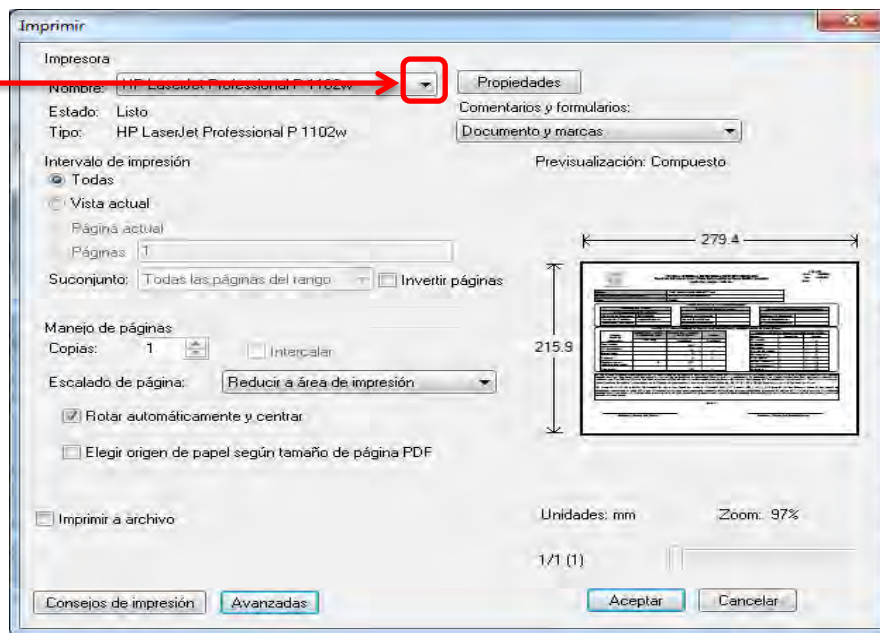 Imprimir
Impresora
Nombre: HP LaserJet Professional P 1102w
Propiedades
Estado: Listo
Comentarios y formularios:
Tipo: HP LaserJet Professional P 1102w
Documento y marcas
Intervalo de impresión
Previsualización: Compuesto
Todas
Vista actual
Página actual
Páginas 1
Suconjunto: Todas las páginas del rango
Invertir páginas
279.4
215.9
Manejo de páginas
Copias: 1
Intercalar
Escalado de página: Reducir a área de impresión
Rotar automáticamente y centrar
Elegir origen de papel según tamaño de página PDF
Imprimir a archivo
Unidades: mm
Zoom: 97%
1/1 (1)
Consejos de impresión
Avanzadas
Aceptar
Cancelar